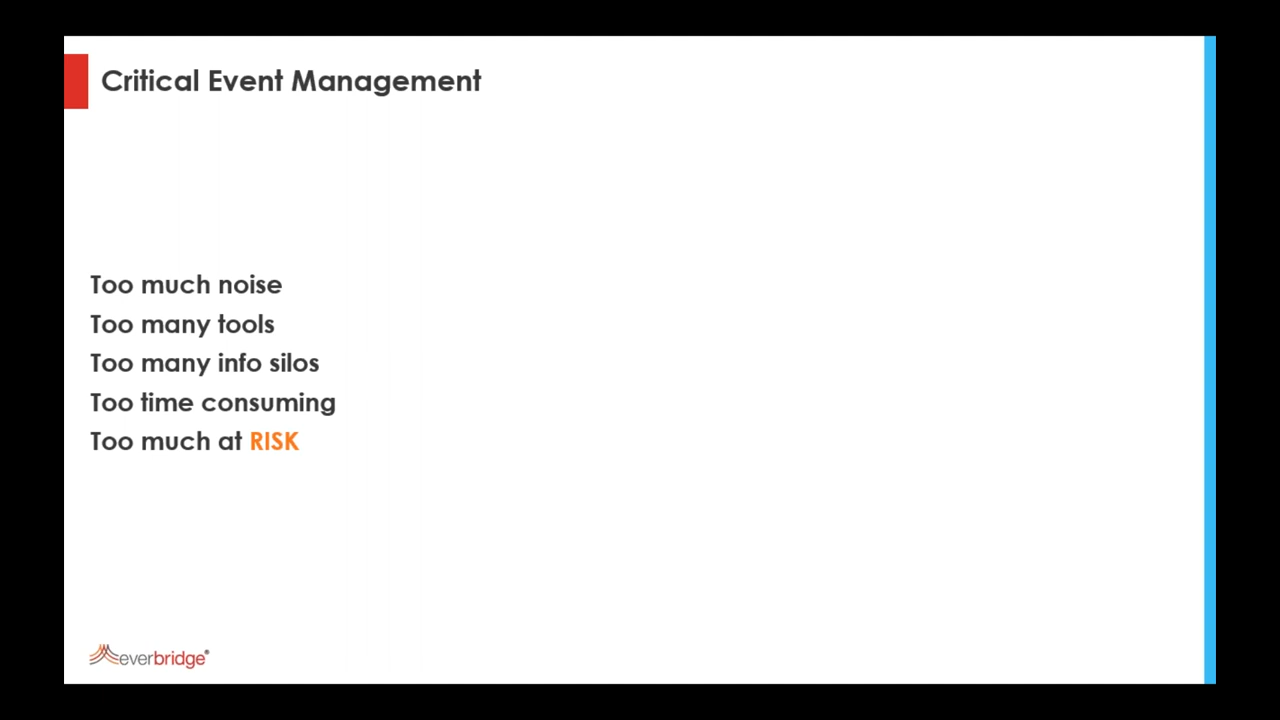 Critical Event Management
Too much noise
Too many tools
Too many info silos
Too time consuming
Too much at RISK
everbridge®